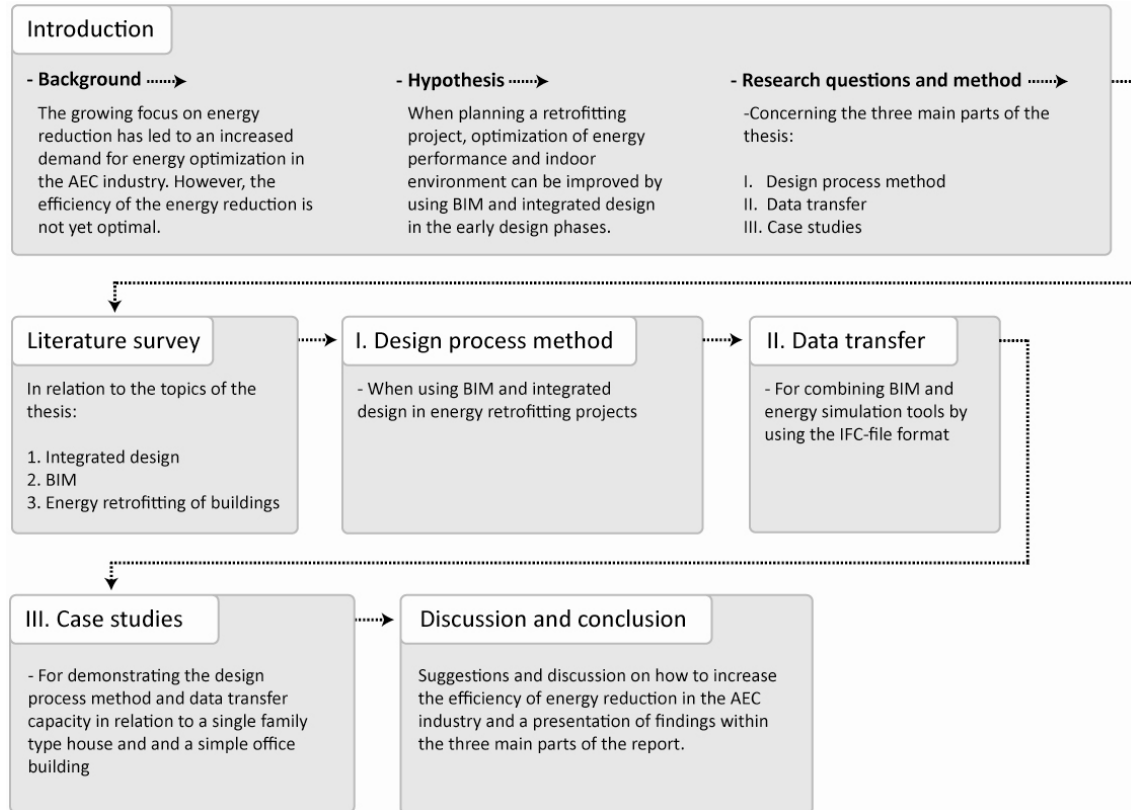 Introduction
- Background
The growing focus on energy
reduction has led to an increased
demand for energy optimization in
the AEC industry. However, the
efficiency of the energy reduction is
not yet optimal.
- Hypothesis
When planning a retrofitting
project, optimization of energy
performance and indoor
environment can be improved by
using BIM and integrated design
in the early design phases.
- Research questions and method
-Concerning the three main parts of the
thesis:
I. Design process method
II. Data transfer
III. Case studies
Literature survey
In relation to the topics of the
thesis:
1. Integrated design
2. BIM
3. Energy retrofitting of buildings
I. Design process method
- When using BIM and integrated
design in energy retrofitting projects
II. Data transfer
- For combining BIM and
energy simulation tools by
using the IFC-file format
III. Case studies
- For demonstrating the design
process method and data transfer
capacity in relation to a single family
type house and and a simple office
building
Discussion and conclusion
Suggestions and discussion on how to increase
the efficiency of energy reduction in the AEC
industry and a presentation of findings within
the three main parts of the report.